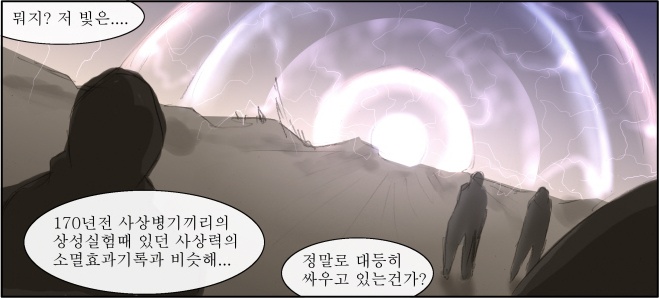 뭐지? 저 빛은....
170년전 사상병기끼리의
상성실험때 있던 사상력의
소멸효과기록과 비슷해...
정말로 대등히
싸우고 있는건가?